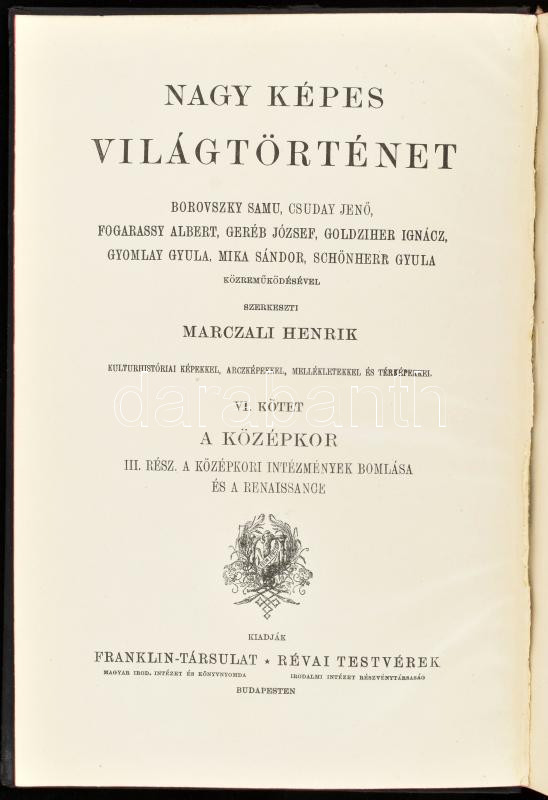 NAGY KÉPES
VILÁGTÖRTÉNET
BOROVSZKY SAMU, CSUDAY JENŐ,
FOGARASSY ALBERT, GERÉB JÓZSEF, GOLDZIHER IGNÁCZ,
GYOMLAY GYULA, MIKA SÁNDOR, SCHÖNHERR GYULA
KÖZREMŰKÖDÉSÉVEL
SZERKESZTI
MARCZALI HENRIK
KULTURHISTÓRIAI KÉPEKKEL, ARCZKÉPEKKEL, MELLÉKLETEKKEL ÉS TÉRKÉPEKKEL
darabanth
VI. KÖTET
A KÖZÉPKOR
III. RÉSZ. A KÖZÉPKORI INTÉZMÉNYEK BOMLÁSA
ÉS A RENAISSANCE
KIADJÁK
FRANKLIN-TÁRSULAT ★ RÉVAI TESTVÉREK
MAGYAR IROD. INTÉZET ÉS KÖNYVNYOMDA IRODALMI INTÉZET RÉSZVÉNYTÁRSASÁG
BUDAPESTEN